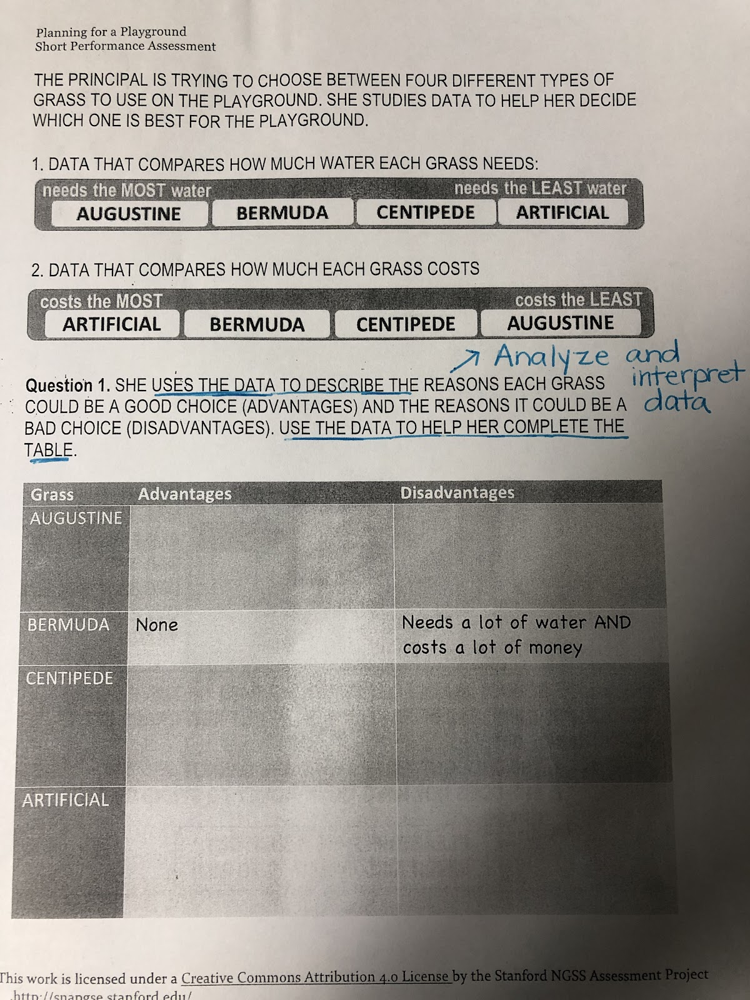 Planning for a Playground
Short Performance Assessment
THE PRINCIPAL IS TRYING TO CHOOSE BETWEEN FOUR DIFFERENT TYPES OF
GRASS TO USE ON THE PLAYGROUND. SHE STUDIES DATA TO HELP HER DECIDE
WHICH ONE IS BEST FOR THE PLAYGROUND.
1. DATA THAT COMPARES HOW MUCH WATER EACH GRASS NEEDS:
needs the MOST water needs the LEAST water
AUGUSTINE BERMUDA CENTIPEDE ARTIFICIAL
2. DATA THAT COMPARES HOW MUCH EACH GRASS COSTS
costs the MOST costs the LEAST
ARTIFICIAL BERMUDA CENTIPEDE AUGUSTINE
↗ Analyze and
interpret
data
Question 1. SHE USES THE DATA TO DESCRIBE THE REASONS EACH GRASS
COULD BE A GOOD CHOICE (ADVANTAGES) AND THE REASONS IT COULD BE A
BAD CHOICE (DISADVANTAGES). USE THE DATA TO HELP HER COMPLETE THE
TABLE.
Grass Advantages Disadvantages
AUGUSTINE
BERMUDA None Needs a lot of water AND
costs a lot of money
CENTIPEDE
ARTIFICIAL
This work is licensed under a Creative Commons Attribution 4.0 License by the Stanford NGSS Assessment Project
http://snapgse.stanford.edu/